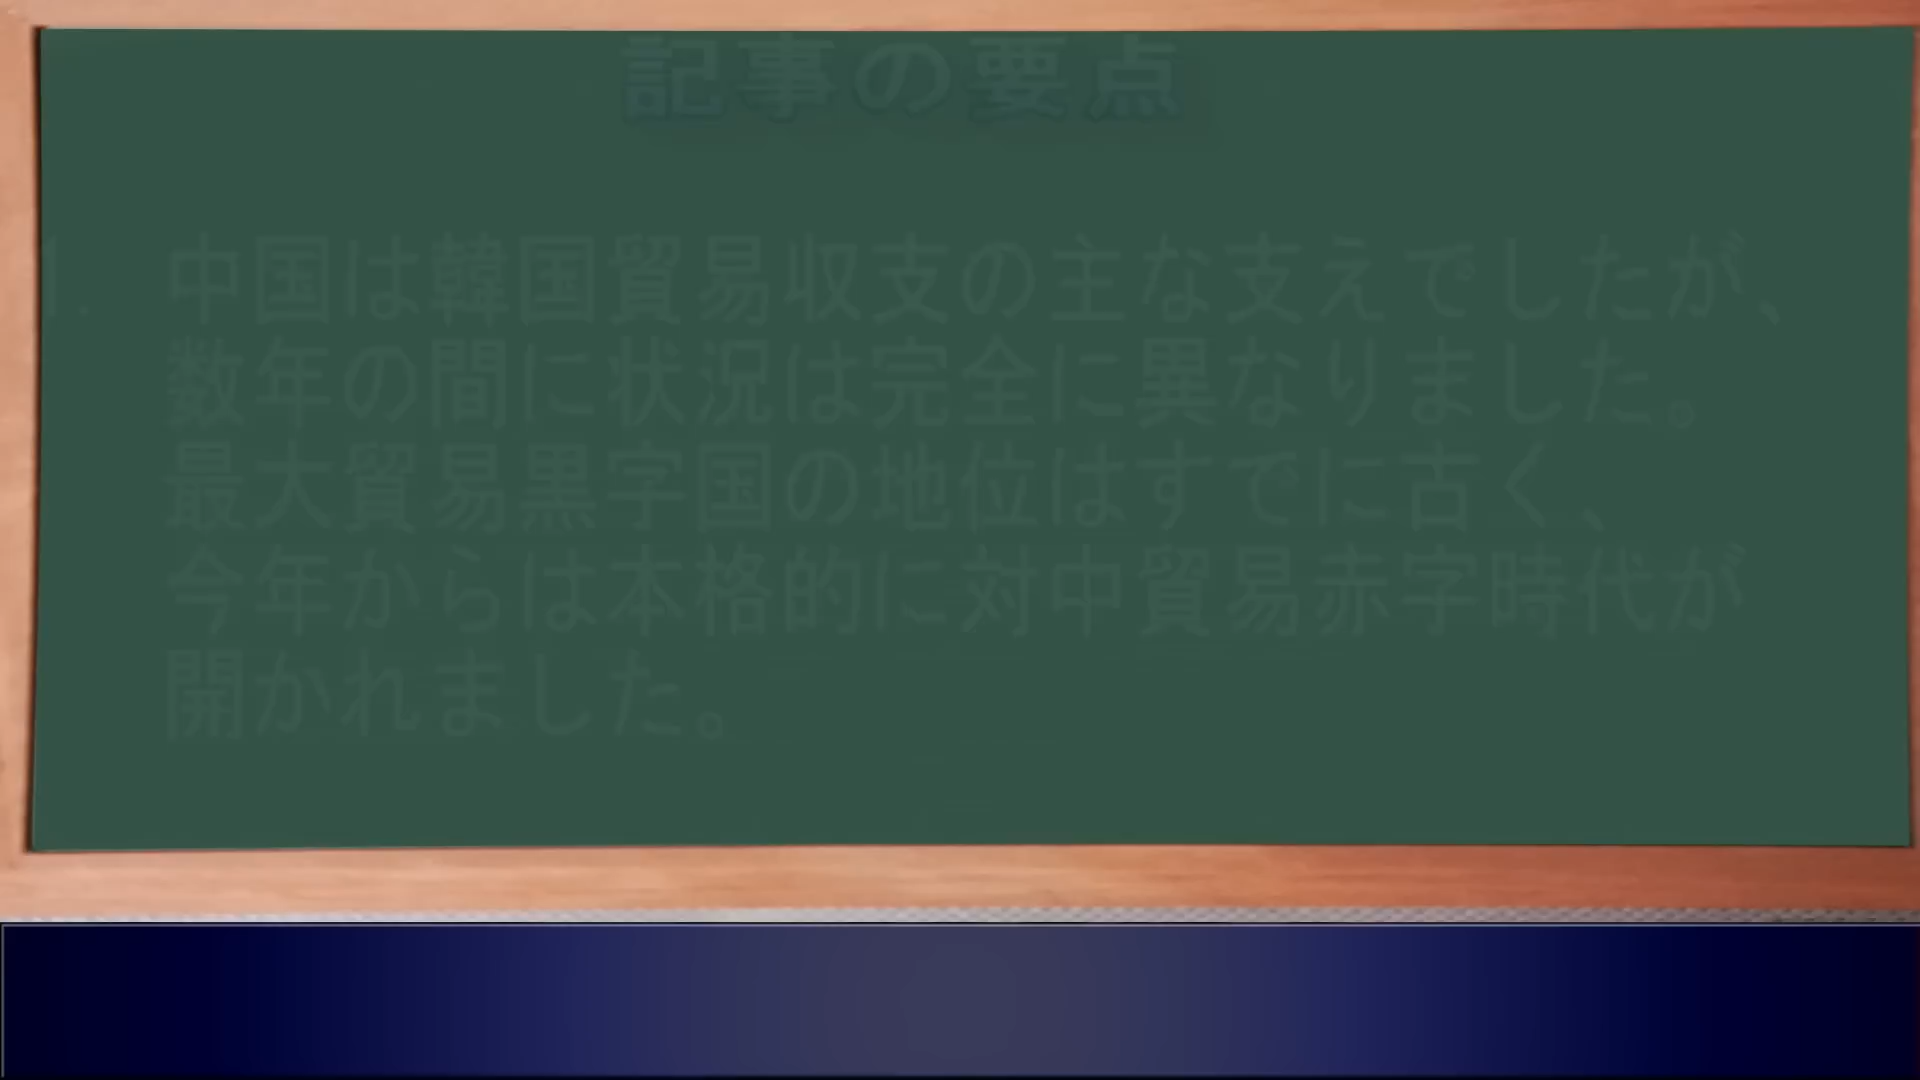 記事の要点
1. 中国は韓国貿易収支の主な支えでしたが、
数年の間に状況は完全に異なりました。
最大貿易黒字国の地位はすでに古く、
今年からは本格的に対中貿易赤字時代が
開かれました。